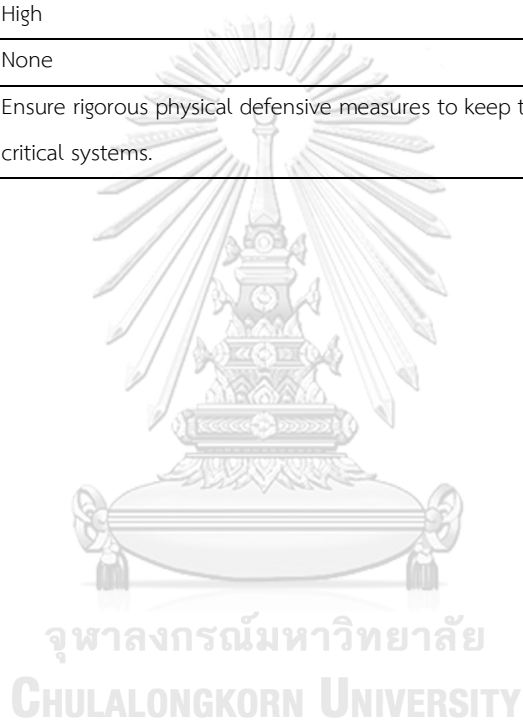 High
None
Ensure rigorous physical defensive measures to keep
critical systems.
จุฬาลงกรณ์มหาวิทยาลัย
CHULALONGKORN UNIVERSITY